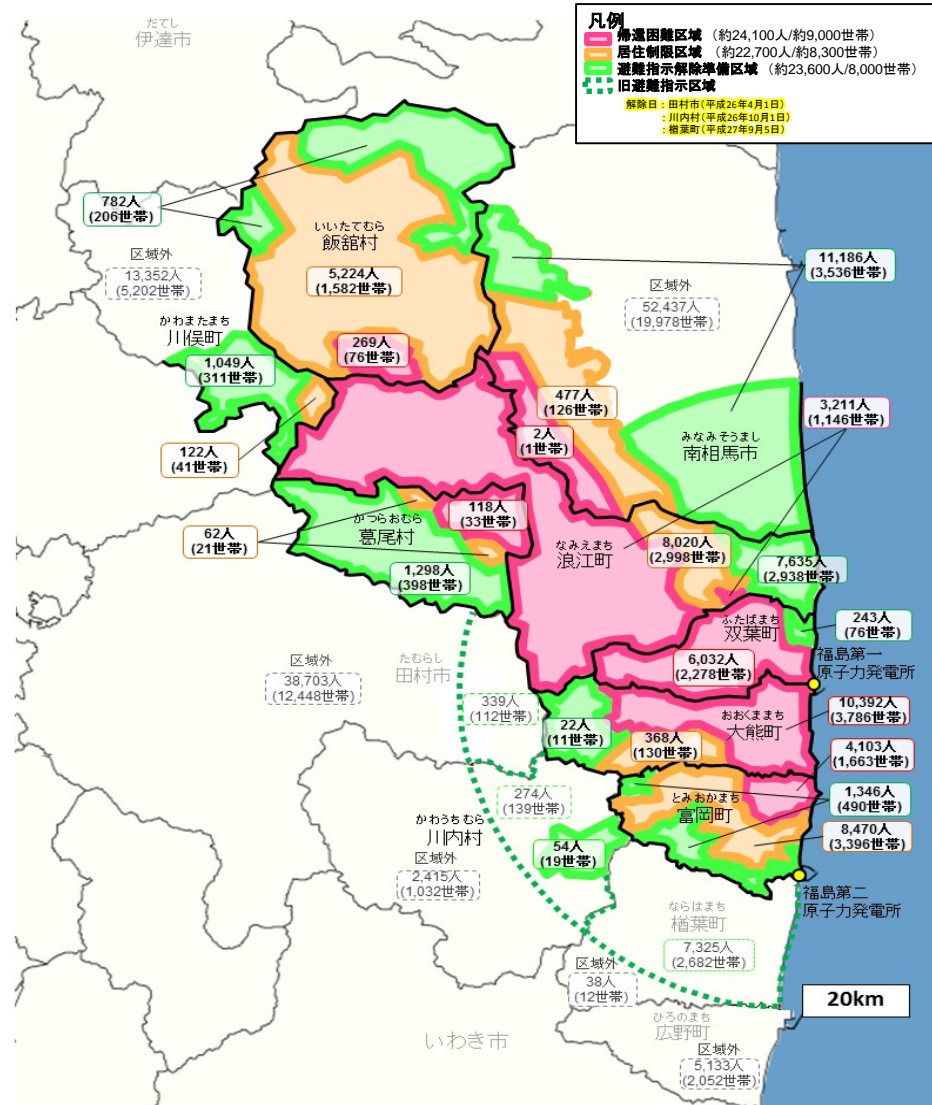 凡例
帰還困難区域 (約24,100人/約9,000世帯)
居住制限区域 (約22,700人/約8,300世帯)
避難指示解除準備区域 (約23,600人/8,000世帯)
旧避難指示区域
解除日:田村市(平成26年4月1日)
:川内村(平成26年10月1日)
:楢葉町(平成27年9月5日)
だてし
伊達市
782人
(206世帯)
いいたてむら
飯舘村
5,224人
(1,582世帯)
区域外
13,352人
(5,202世帯)
11,186人
(3,536世帯)
区域外
52,437人
(19,978世帯)
かわまたまち
川俣町
1,049人
(311世帯)
269人
(76世帯)
477人
(126世帯)
3,211人
(1,146世帯)
2人
(1世帯)
みなみそうまし
南相馬市
122人
(41世帯)
62人
(21世帯)
かつらおむら
葛尾村
118人
(33世帯)
1,298人
(398世帯)
なみえまち
浪江町
8,020人
(2,998世帯)
7,635人
(2,938世帯)
ふたばまち
双葉町
243人
(76世帯)
6,032人
(2,278世帯)
福島第一
原子力発電所
区域外
38,703人
(12,448世帯)
たむらし
田村市
339人
(112世帯)
22人
(11世帯)
おおくままち
大熊町
10,392人
(3,786世帯)
368人
(130世帯)
4,103人
(1,663世帯)
274人
(139世帯)
とみおかまち
富岡町
1,346人
(490世帯)
8,470人
(3,396世帯)
かわうちむら
川内村
区域外
2,415人
(1,032世帯)
54人
(19世帯)
福島第二
原子力発電所
ならはまち
楢葉町
7,325人
(2,682世帯)
区域外
38人
(12世帯)
20km
ひろのまち
広野町
いわき市
区域外
5,133人
(2,052世帯)